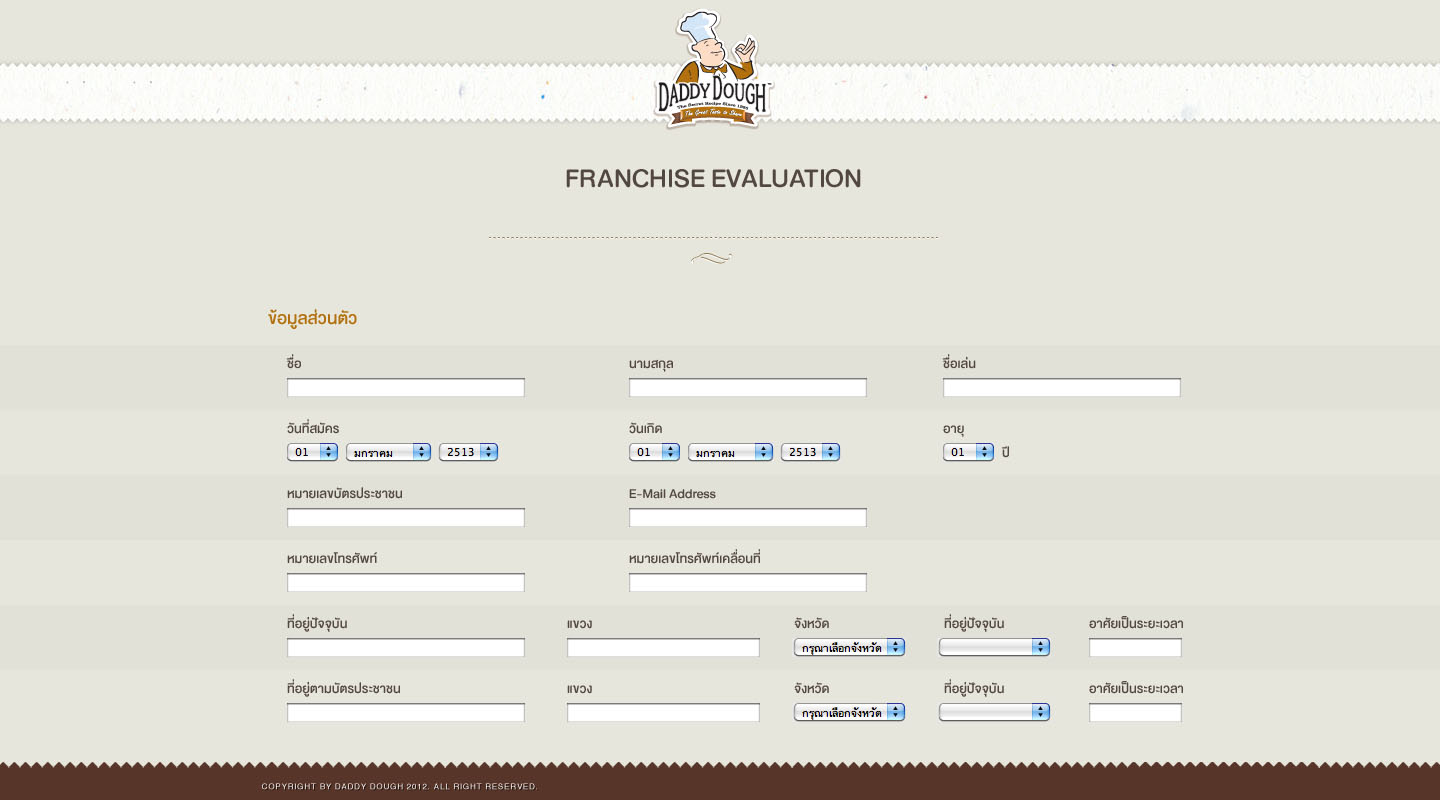 DADDY DOUGH
The Secret Recipe Since 1959
The Great Taste to Share
FRANCHISE EVALUATION
ข้อมูลส่วนตัว
ชื่อ นามสกุล ชื่อเล่น
วันที่สมัคร วันเกิด อายุ
01 มกราคม 2513 01 มกราคม 2513 01 ปี
หมายเลขบัตรประชาชน E-Mail Address
หมายเลขโทรศัพท์ หมายเลขโทรศัพท์เคลื่อนที่
ที่อยู่ปัจจุบัน แขวง จังหวัด ที่อยู่ปัจจุบัน อาศัยเป็นระยะเวลา
กรุณาเลือกจังหวัด
ที่อยู่ตามบัตรประชาชน แขวง จังหวัด ที่อยู่ปัจจุบัน อาศัยเป็นระยะเวลา
กรุณาเลือกจังหวัด
COPYRIGHT BY DADDY DOUGH 2012. ALL RIGHT RESERVED.